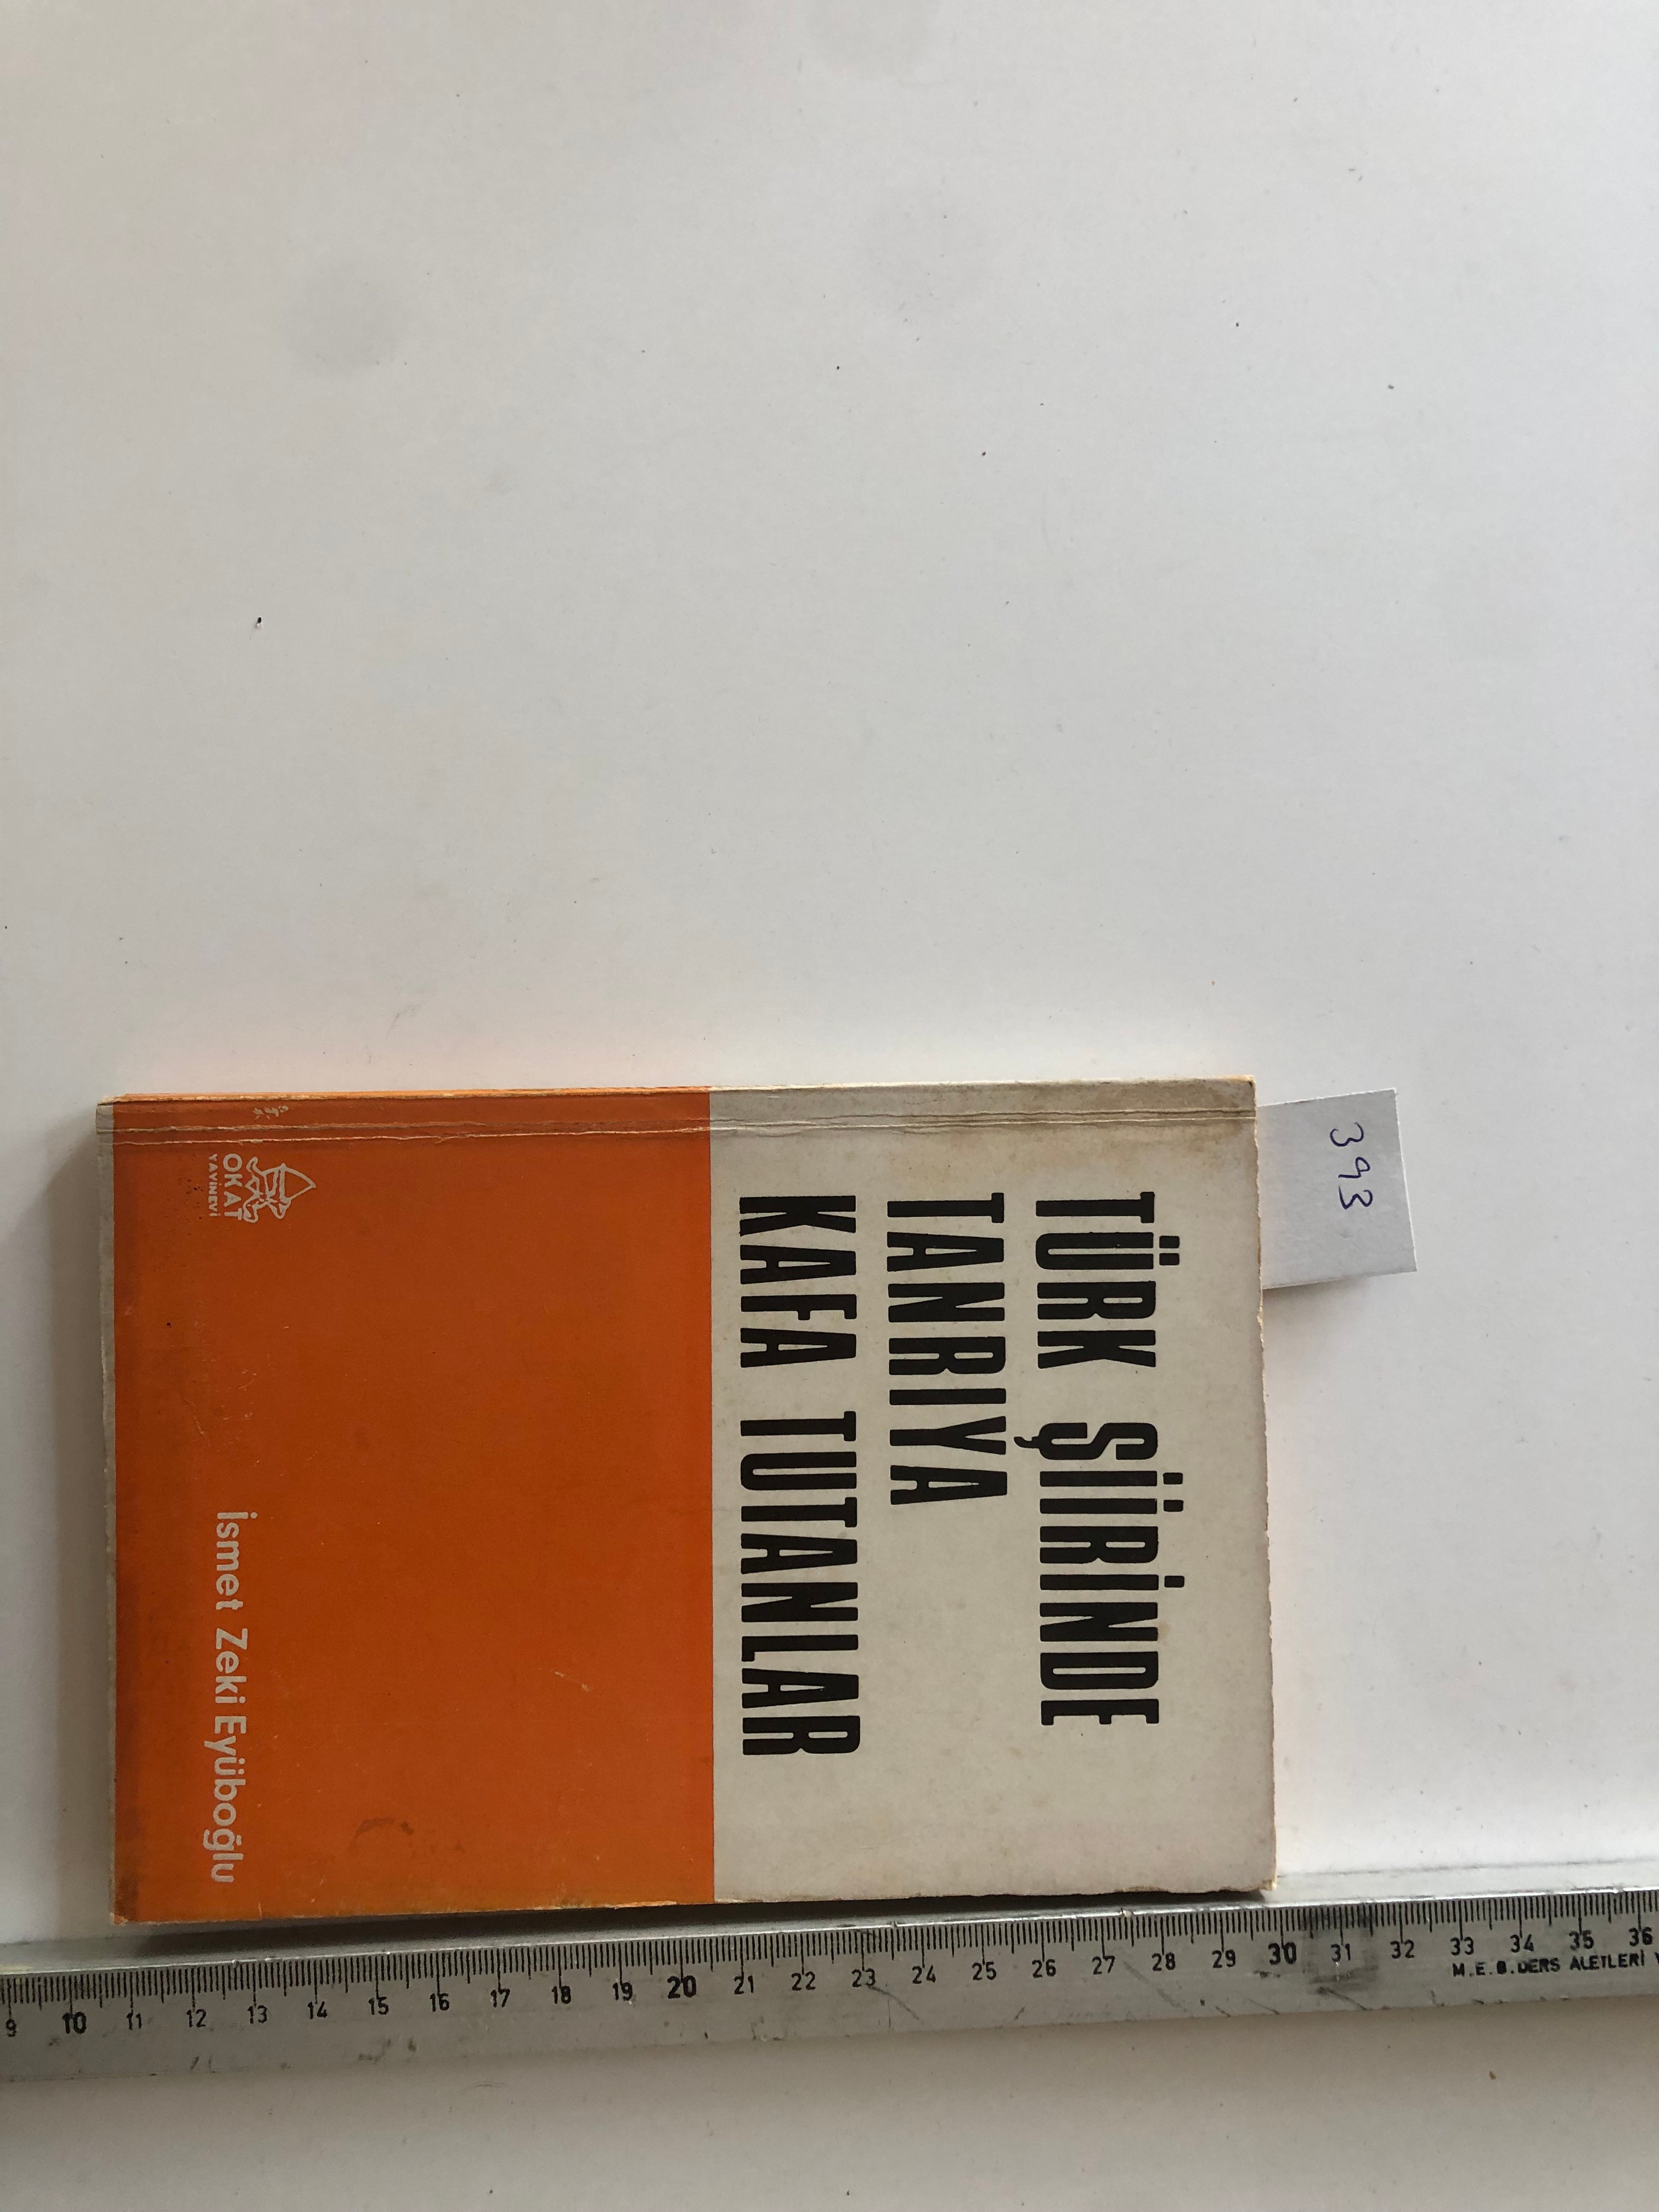 393
TÜRK ŞİİRİNDE
TANRIYA
KAFA TUTANLAR
OKAT
YAYINEVİ
İsmet Zeki Eyüboğlu
9 10 11 12 13 14 15 16 17 18 19 20 21 22 23 24 25 26 27 28 29 30 31 32 33 34 35 36
M.E.B. DERS ALETLERİ